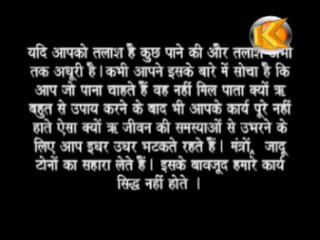 यदि आपको तलाश है कुछ पाने की और तलाश अभी
तक अधूरी है। कभी आपने इसके बारे में सोचा है कि
आप जो पाना चाहते हैं वह नहीं मिल पाता क्यों ऋ
बहुत से उपाय करने के बाद भी आपके कार्य पूरे नहीं
होते ऐसा क्यों ऋ जीवन की समस्याओं से उभरने के
लिए आप इधर उधर भटकते रहते हैं। मंत्रों, जादू
टोनों का सहारा लेते हैं। इसके बावजूद हमारे कार्य
सिद्ध नहीं होते ।